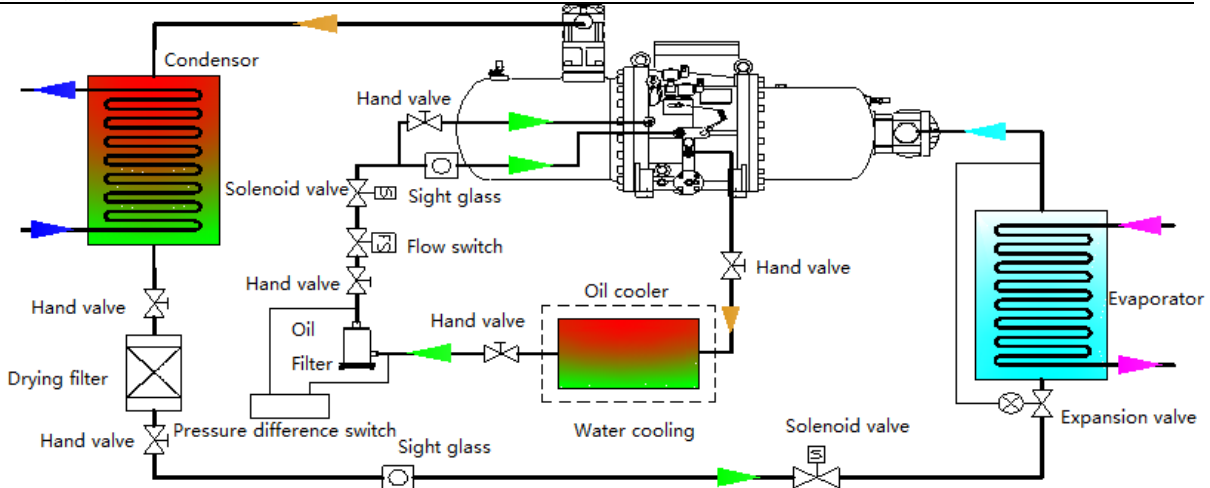 Condensor
Hand valve
Solenoid valve
Sight glass
Flow switch
Hand valve
Hand valve
Oil cooler
Evaporator
Hand valve
Oil
Hand valve
Filter
Drying filter
Expansion valve
Hand valve
Pressure difference switch
Water cooling
Solenoid valve
Sight glass
S
FS
S